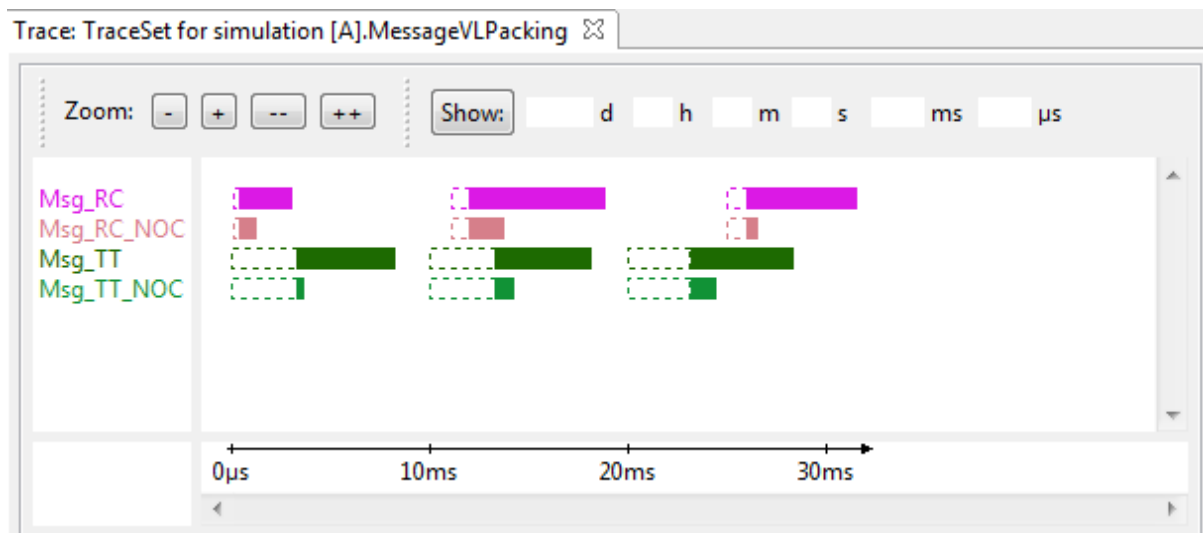 Trace: TraceSet for simulation [A].MessageVLPacking
Zoom: - + -- ++ Show: d h m s ms µs
Msg_RC
Msg_RC_NOC
Msg_TT
Msg_TT_NOC
0µs 10ms 20ms 30ms